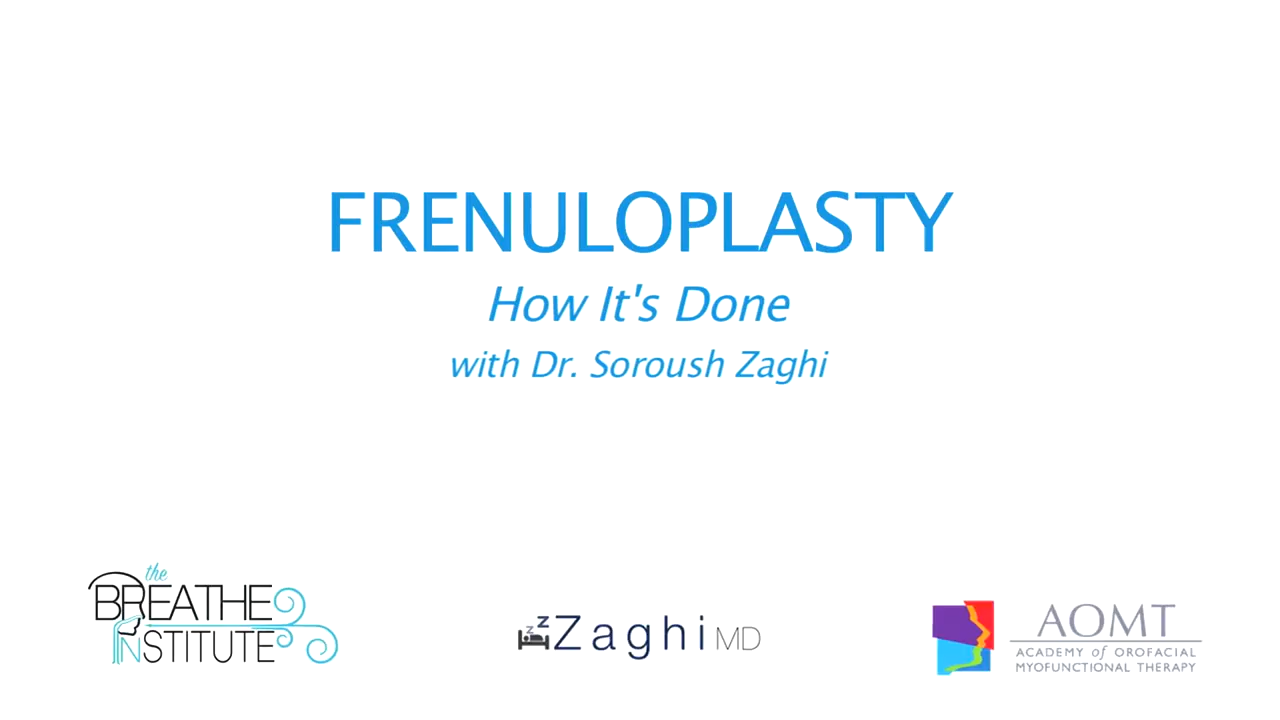 FRENULOPLASTY
How It's Done
with Dr. Soroush Zaghi
the
BREATHE
INSTITUTE
zzZ Zaghi MD
AOMT
ACADEMY of OROFACIAL
MYOFUNCTIONAL THERAPY